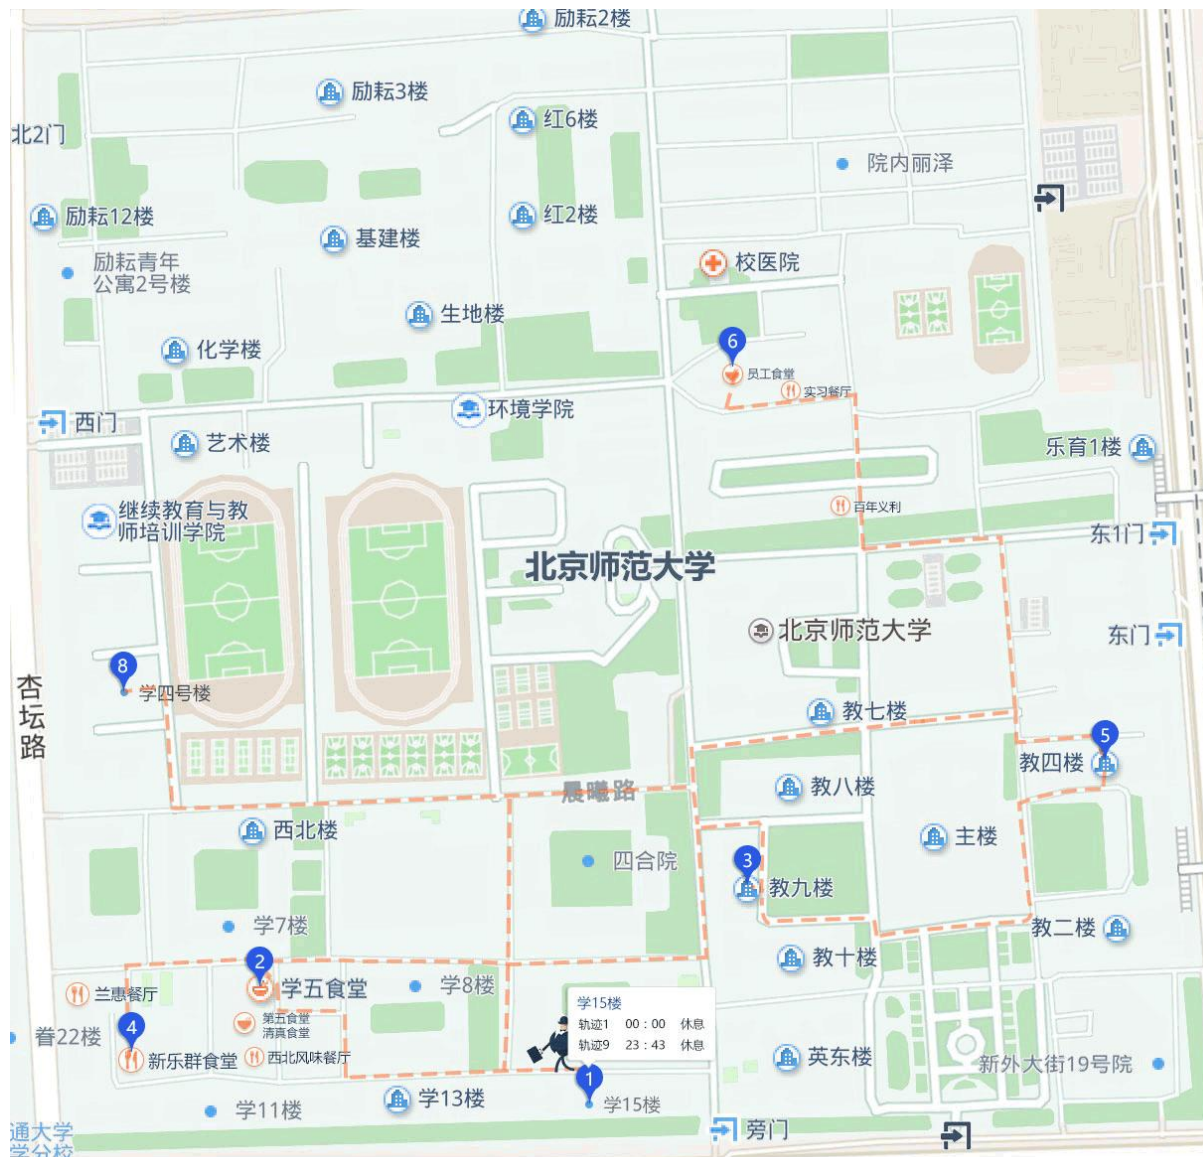 励耘2楼
励耘3楼
红6楼
北2门
院内丽泽
励耘12楼
红2楼
基建楼
励耘青年
公寓2号楼
校医院
生地楼
6
化学楼
员工食堂
实习餐厅
环境学院
西门
艺术楼
乐育1楼
继续教育与教
师培训学院
百年义利
东1门
北京师范大学
北京师范大学
东门
8
学四号楼
杏坛路
教七楼
5
教四楼
晨曦路
教八楼
西北楼
主楼
3
四合院
教九楼
学7楼
教二楼
2
教十楼
学五食堂
学8楼
兰惠餐厅
学15楼
轨迹1 00:00 休息
轨迹9 23:43 休息
第五食堂
清真食堂
4
眷22楼
新乐群食堂
西北风味餐厅
英东楼
新外大街19号院
1
学13楼
学11楼
学15楼
旁门
通大学
学分校